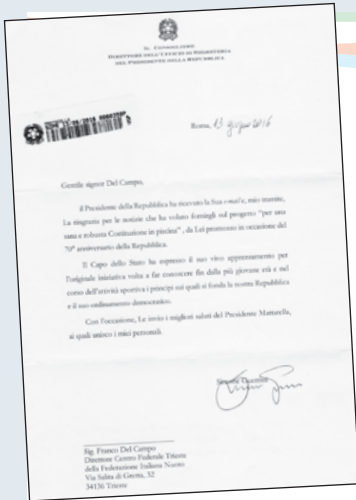 IL CONSIGLIERE
DIRETTORE DELL'UFFICIO DI SEGRETERIA
DEL PRESIDENTE DELLA REPUBBLICA
Roma, 13 giugno 2016
Gentile signor Del Campo,
il Presidente della Repubblica ha ricevuto la Sua e-mail e, mio tramite,
La ringrazia per le notizie che ha voluto fornirgli sul progetto "per una
sana e robusta Costituzione in piscina", da Lei promosso in occasione del
70° anniversario della Repubblica.
Il Capo dello Stato ha espresso il suo vivo apprezzamento per
l'originale iniziativa volta a far conoscere fin dalla più giovane età e nel
corso dell'attività sportiva i principi sui quali si fonda la nostra Repubblica
e il suo ordinamento democratico.
Con l'occasione, Le invio i migliori saluti del Presidente Mattarella,
ai quali unisco i miei personali.
Simone
Sig. Franco Del Campo
Direttore Centro Federale Trieste
della Federazione Italiana Nuoto
Via Salita di Gretta, 32
34136 Trieste